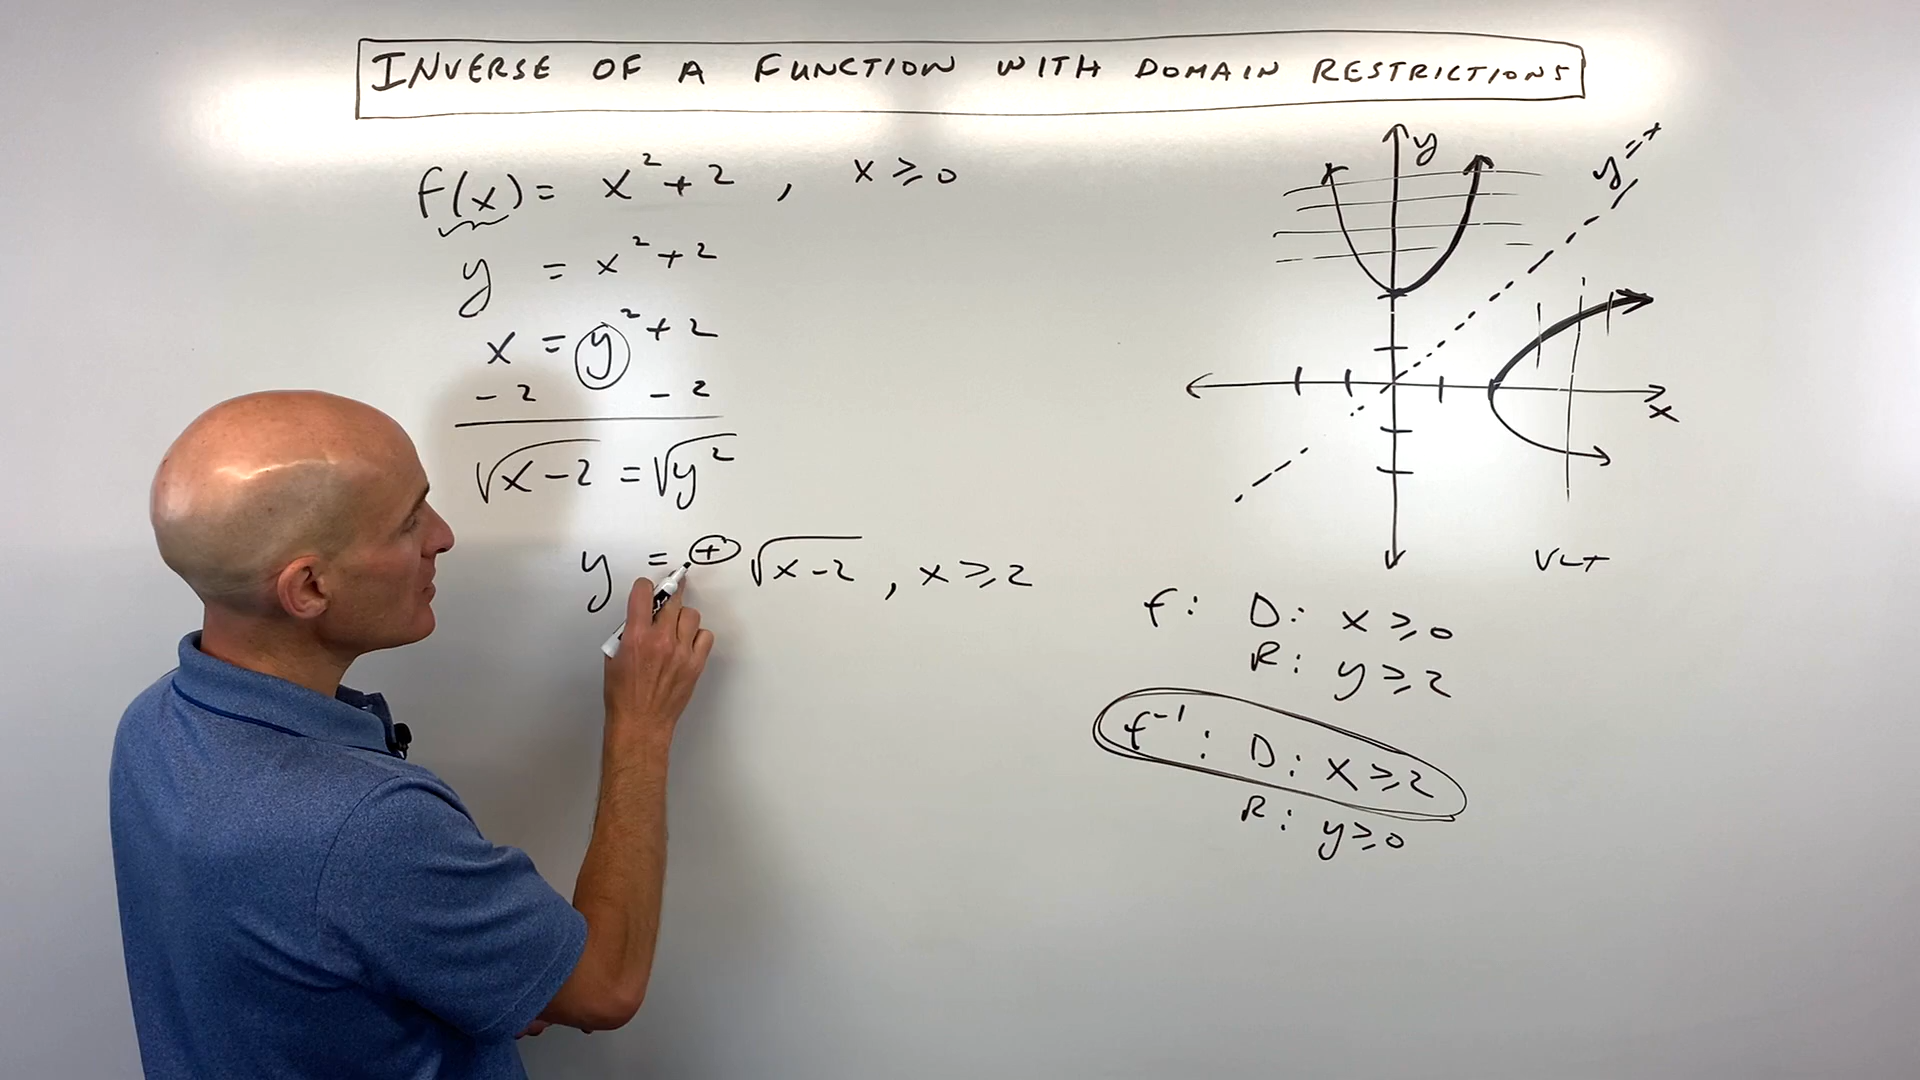 INVERSE OF A FUNCTION WITH DOMAIN RESTRICTIONS
f(x) = x² + 2 , x ≥ 0
y = x² + 2
x = y² + 2
-2 -2
√x-2 = √y²
y = + √x-2 , x ≥ 2
y
y = x
x
VLT
f: D: x ≥ 0
R: y ≥ 2
f⁻¹: D: x ≥ 2
R: y ≥ 0